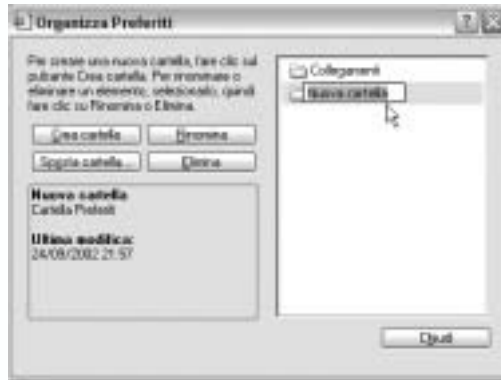 Organizza Preferiti
Per creare una nuova cartella, fare clic sul
pulsante Crea cartella. Per rinominare o
eliminare un elemento, selezionarlo, quindi
fare clic su Rinomina o Elimina.
Crea cartella
Rinomina
Sposta cartella...
Elimina
Nuova cartella
Cartella Preferiti
Ultima modifica:
24/09/2002 21.57
Collegamenti
Nuova cartella
Chiudi